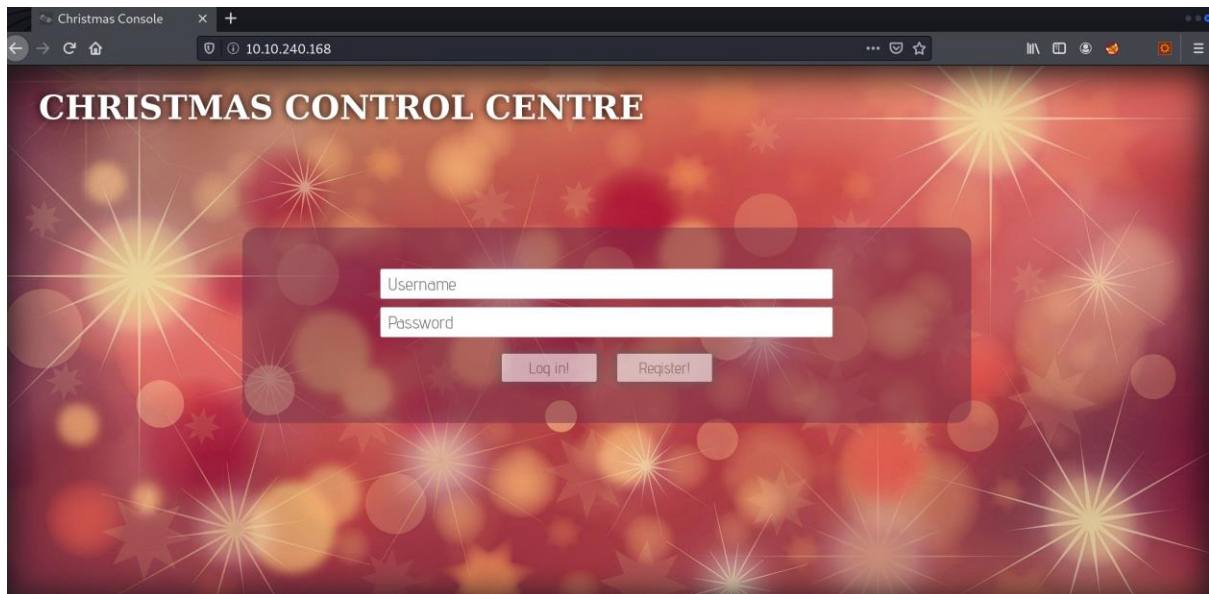 Christmas Console
10.10.240.168
CHRISTMAS CONTROL CENTRE
Username
Password
Log in!
Register!